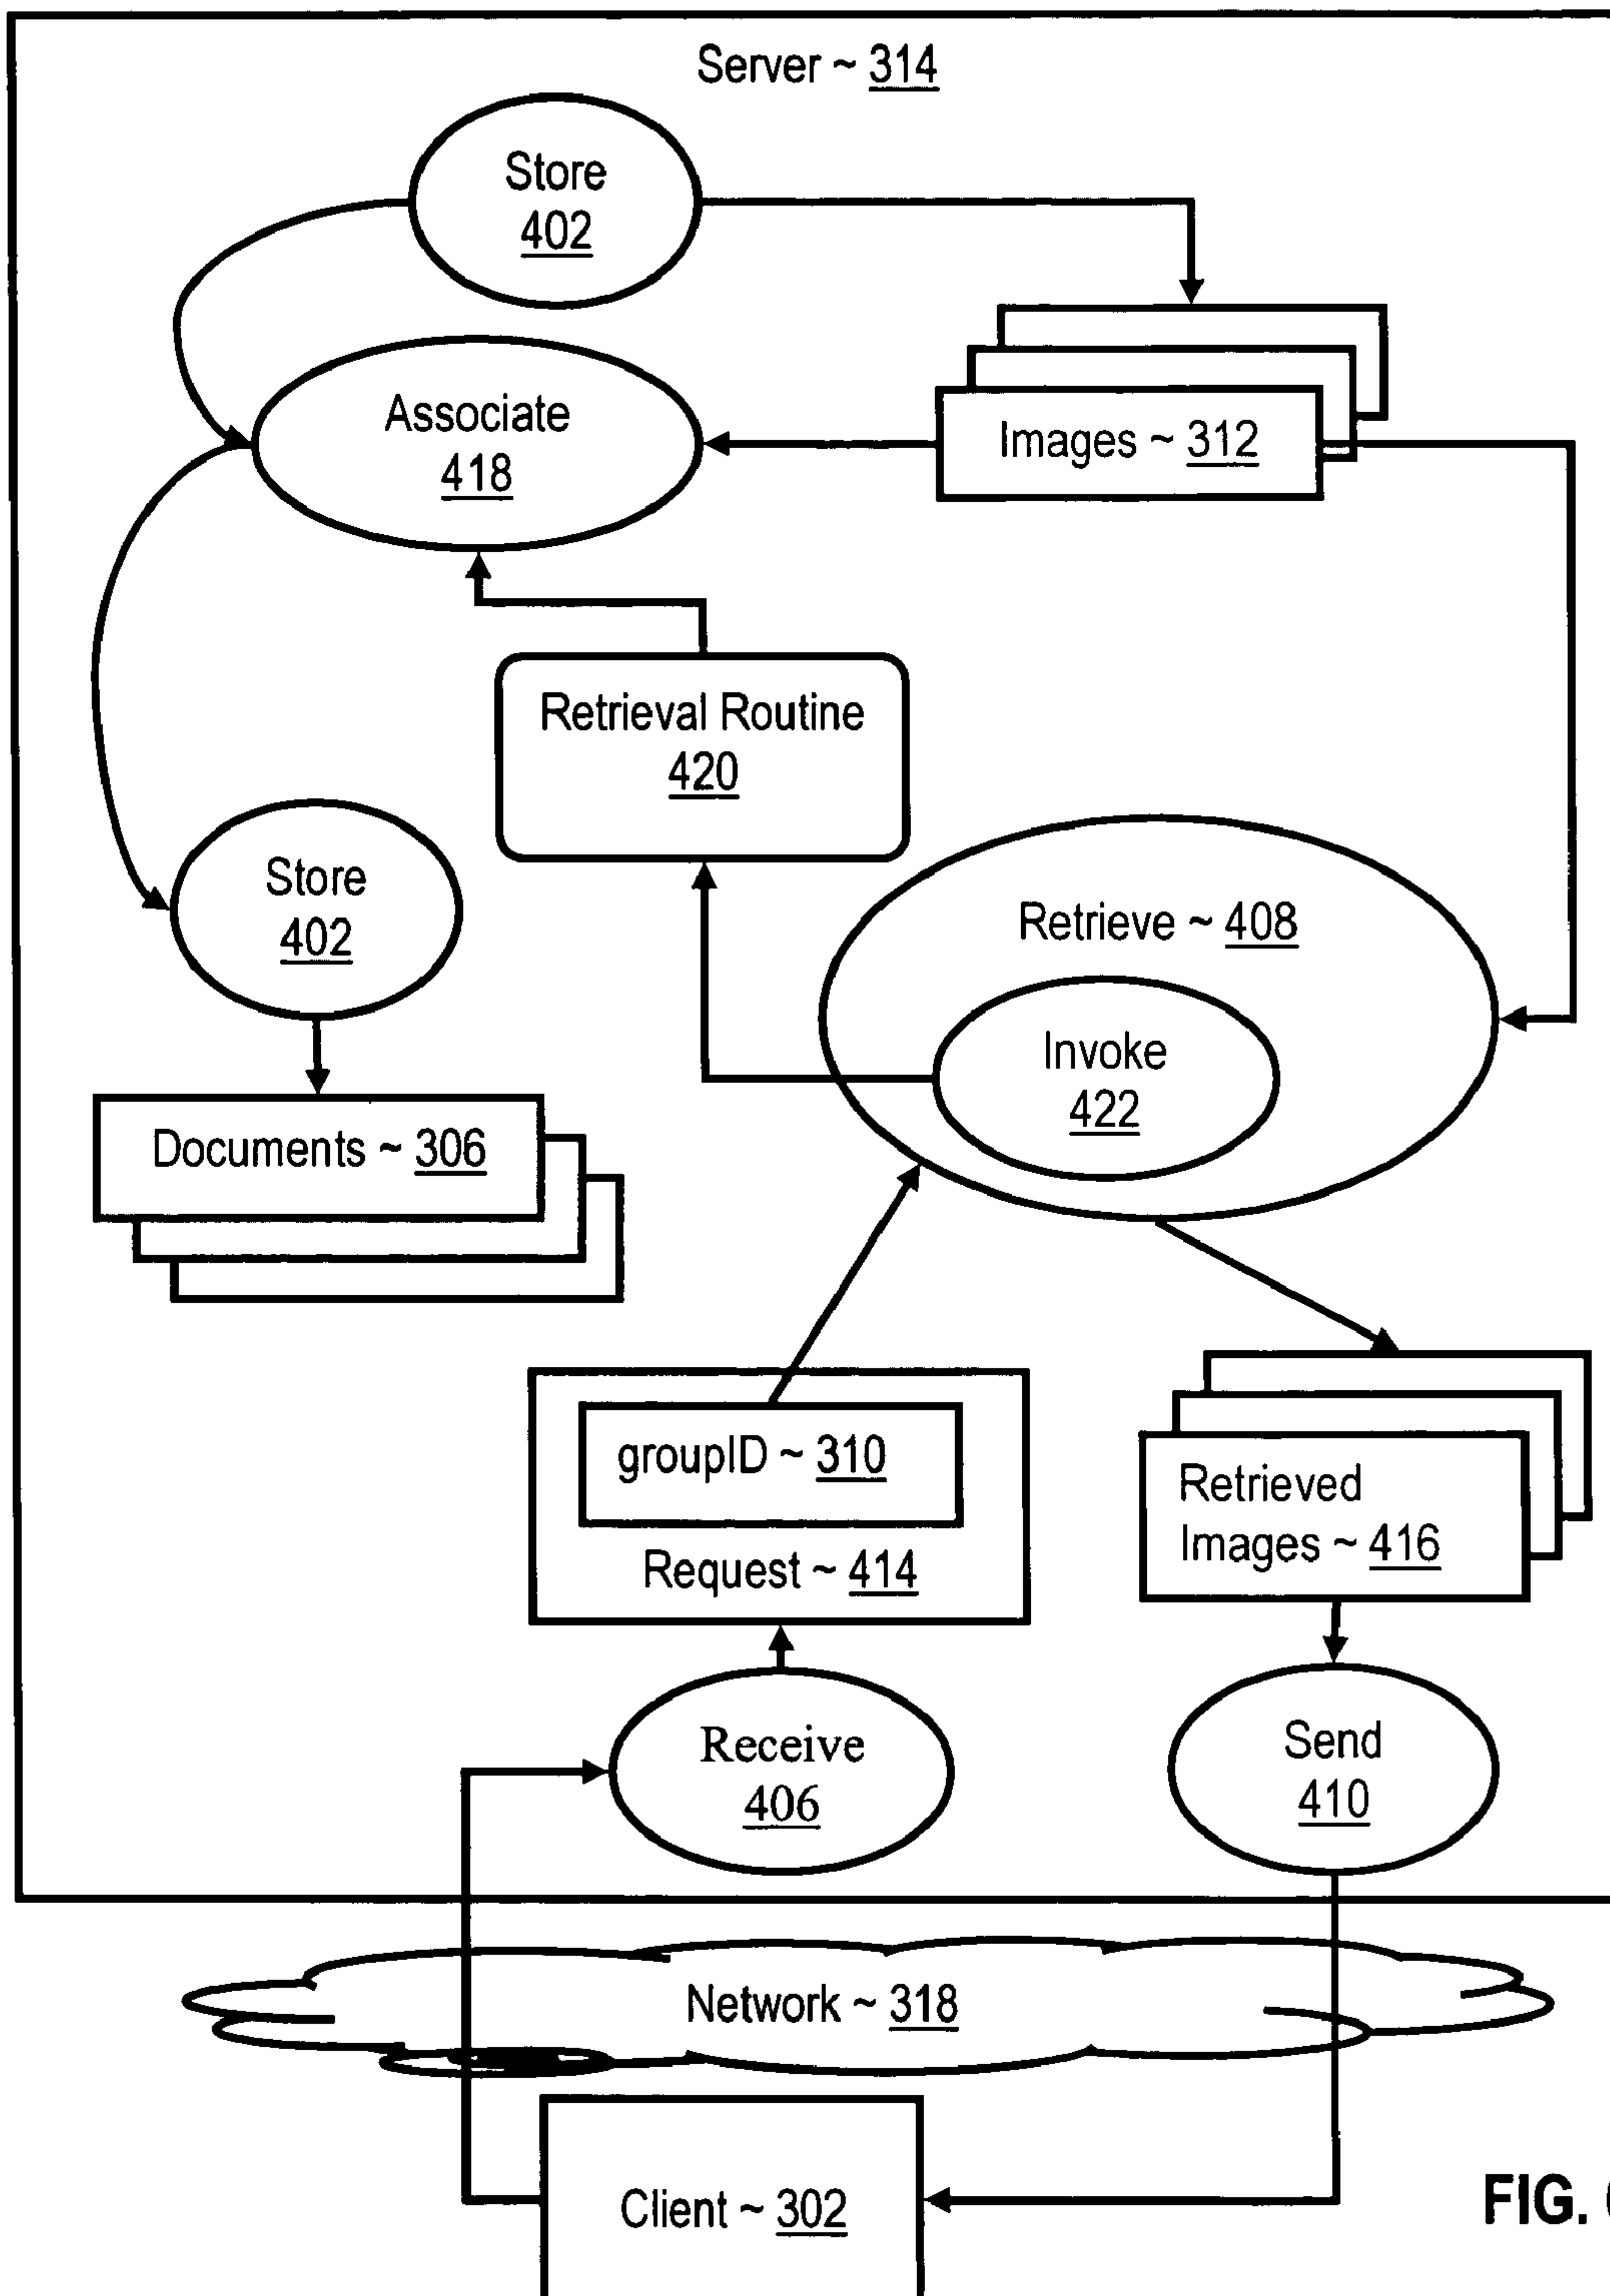 Server ~ 314
Store
402
Associate
418
Images ~ 312
Retrieval Routine
420
Store
402
Retrieve ~ 408
Invoke
422
Documents ~ 306
groupID ~ 310
Request ~ 414
Retrieved
Images ~ 416
Receive
406
Send
410
Network ~ 318
Client ~ 302
FIG.